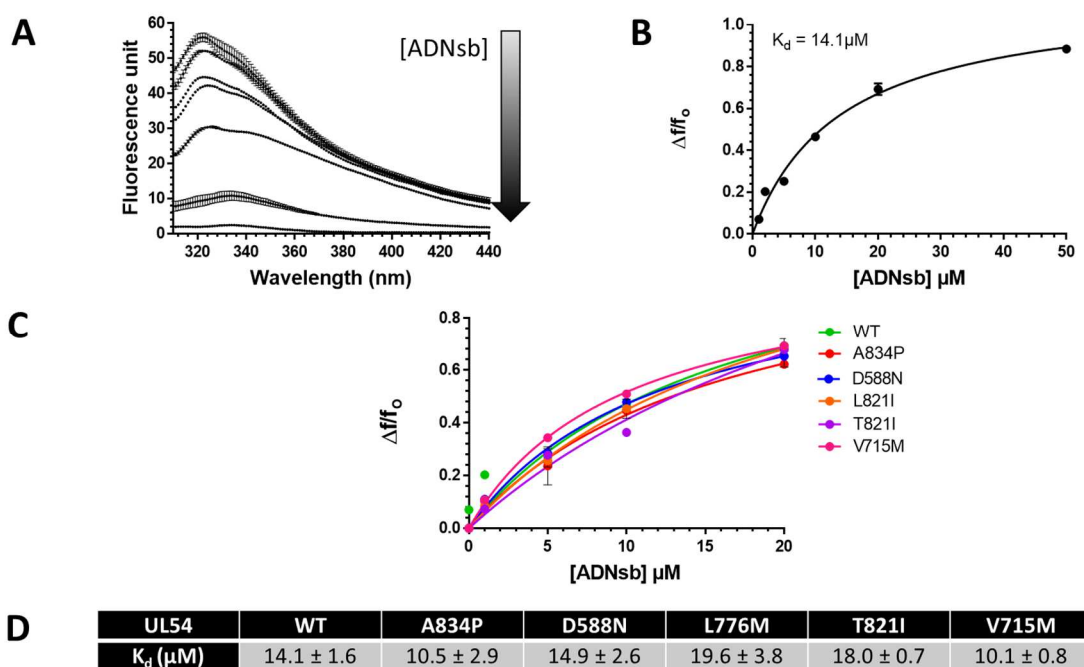 A
Fluorescence unit
60
50
40
30
20
10
0
320 340 360 380 400 420 440
Wavelength (nm)
[ADNsb]
B
Kd = 14.1µM
Δf/fo
1.0
0.8
0.6
0.4
0.2
0.0
0 10 20 30 40 50
[ADNsb] µM
C
Δf/fo
0.8
0.6
0.4
0.2
0.0
0 5 10 15 20
[ADNsb] µM
WT
A834P
D588N
L821I
T821I
V715M
D
UL54 WT A834P D588N L776M T821I V715M
Kd (µM) 14.1 ± 1.6 10.5 ± 2.9 14.9 ± 2.6 19.6 ± 3.8 18.0 ± 0.7 10.1 ± 0.8